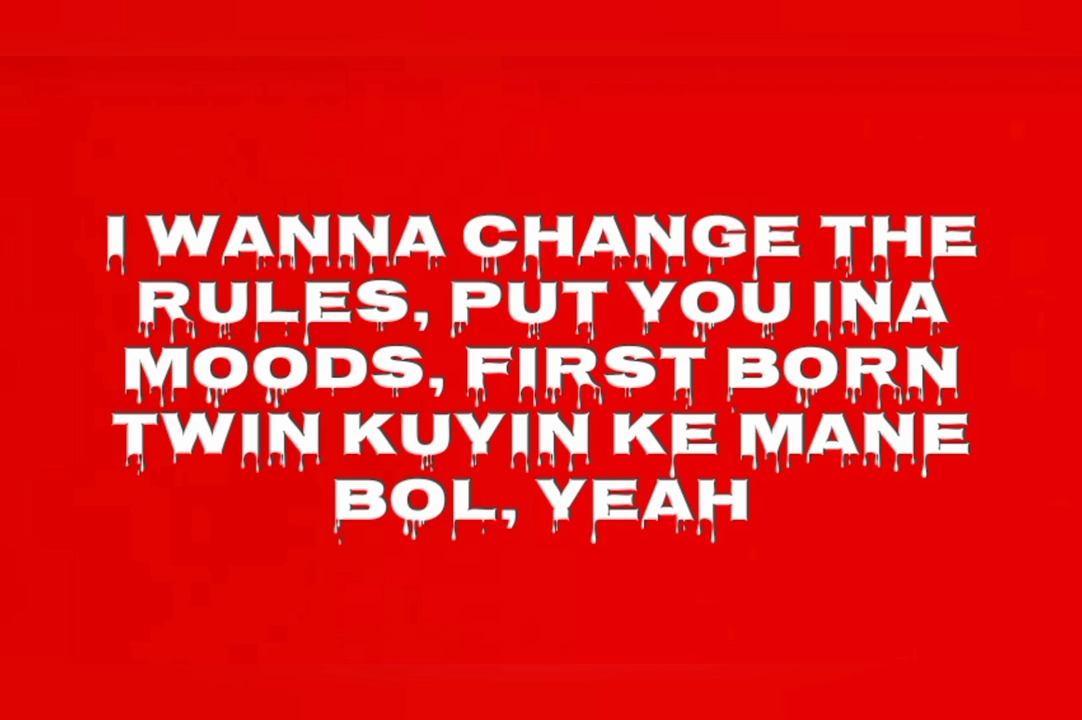 I WANNA CHANGE THE
RULES, PUT YOU INA
MOODS, FIRST BORN
TWIN KUYIN KE MANE
BOL, YEAH